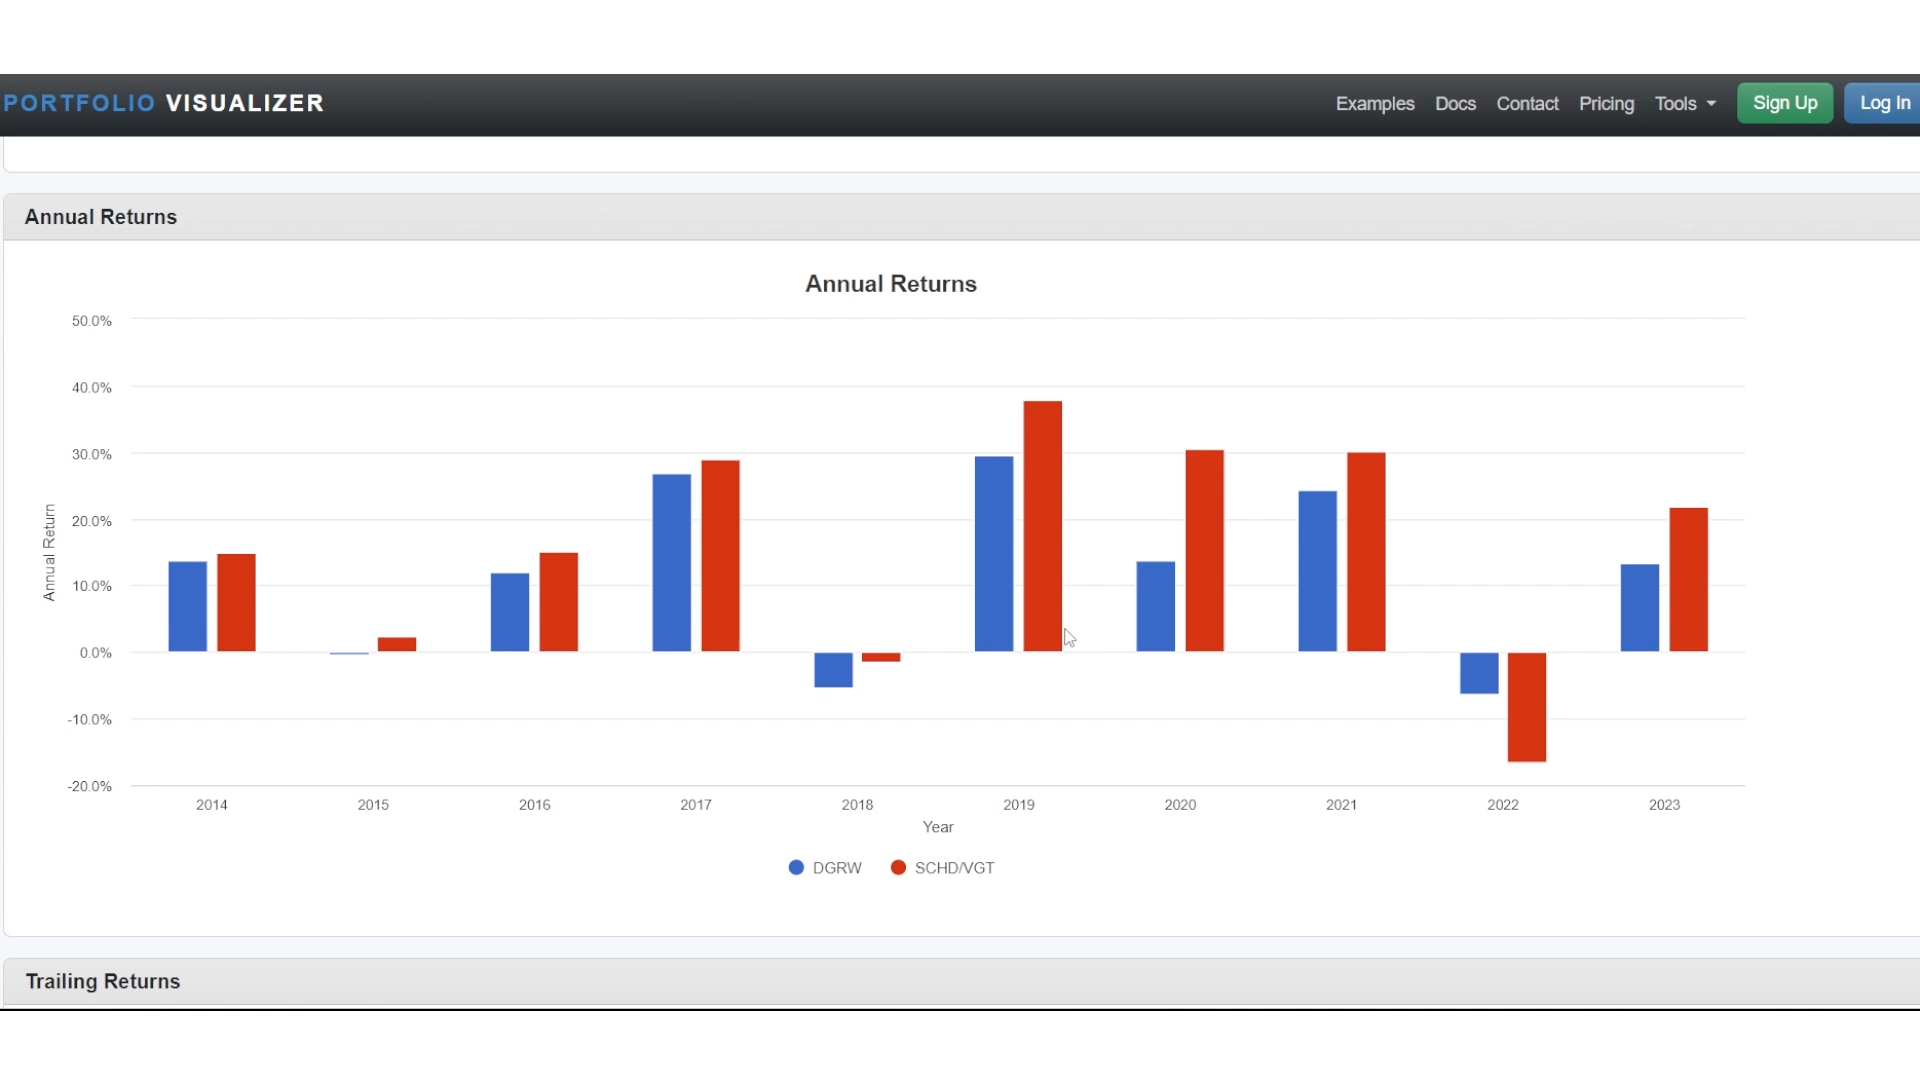 PORTFOLIO VISUALIZER
Examples Docs Contact Pricing Tools Sign Up Log In
Annual Returns
Annual Returns
50.0%
40.0%
30.0%
20.0%
10.0%
0.0%
-10.0%
-20.0%
Annual Return
2014 2015 2016 2017 2018 2019 2020 2021 2022 2023
Year
DGRW SCHD/VGT
Trailing Returns